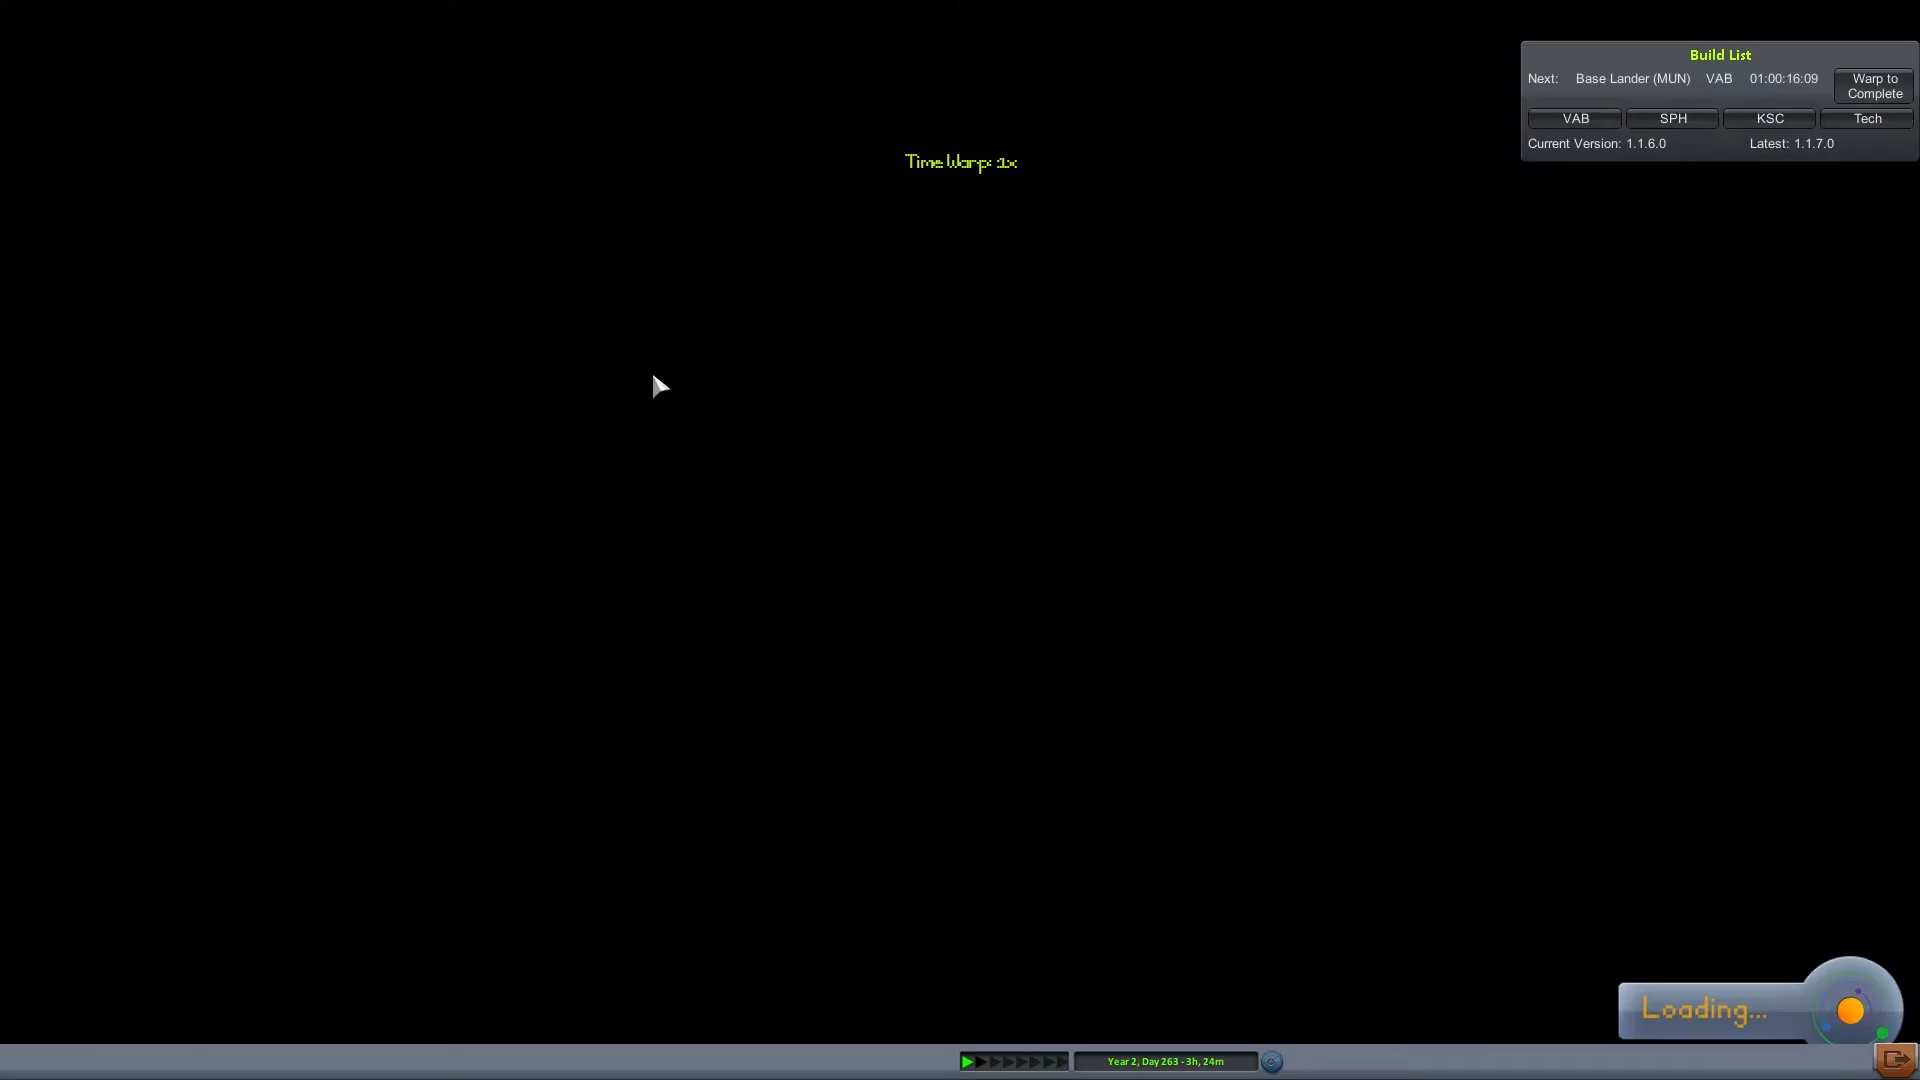 Build List
Next: Base Lander (MUN) VAB 01:00:16:09 Warp to Complete
VAB SPH KSC Tech
Current Version: 1.1.6.0 Latest: 1.1.7.0
Time Warp: 1x
Loading...
Year 2, Day 263 - 3h, 24m